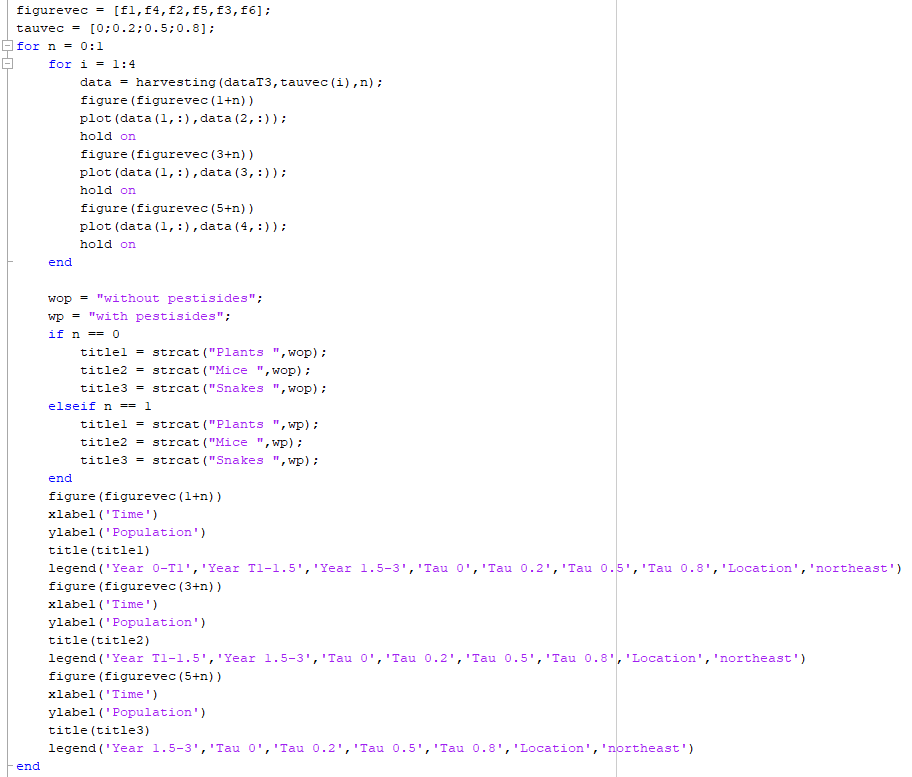 figurevec = [f1,f4,f2,f5,f3,f6];
tauvec = [0;0.2;0.5;0.8];
for n = 0:1
    for i = 1:4
        data = harvesting(dataT3,tauvec(i),n);
        figure(figurevec(1+n))
        plot(data(1,:),data(2,:));
        hold on
        figure(figurevec(3+n))
        plot(data(1,:),data(3,:));
        hold on
        figure(figurevec(5+n))
        plot(data(1,:),data(4,:));
        hold on
    end

    wop = "without pestisides";
    wp = "with pestisides";
    if n == 0
        title1 = strcat("Plants ",wop);
        title2 = strcat("Mice ",wop);
        title3 = strcat("Snakes ",wop);
    elseif n == 1
        title1 = strcat("Plants ",wp);
        title2 = strcat("Mice ",wp);
        title3 = strcat("Snakes ",wp);
    end
    figure(figurevec(1+n))
    xlabel('Time')
    ylabel('Population')
    title(title1)
    legend('Year 0-T1','Year T1-1.5','Year 1.5-3','Tau 0','Tau 0.2','Tau 0.5','Tau 0.8','Location','northeast')
    figure(figurevec(3+n))
    xlabel('Time')
    ylabel('Population')
    title(title2)
    legend('Year T1-1.5','Year 1.5-3','Tau 0','Tau 0.2','Tau 0.5','Tau 0.8','Location','northeast')
    figure(figurevec(5+n))
    xlabel('Time')
    ylabel('Population')
    title(title3)
    legend('Year 1.5-3','Tau 0','Tau 0.2','Tau 0.5','Tau 0.8','Location','northeast')
end